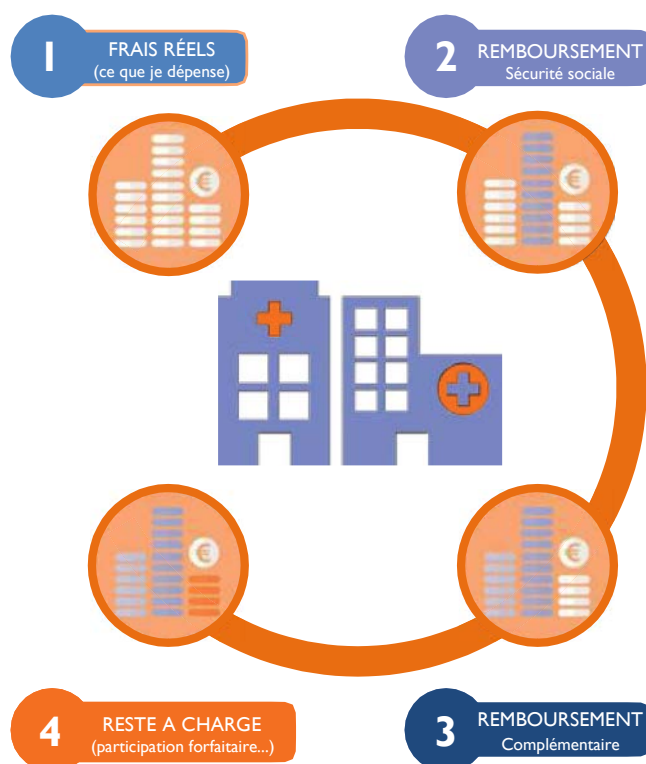 1
FRAIS RÉELS
(ce que je dépense)
2
REMBOURSEMENT
Sécurité sociale
€
€
€
€
4
RESTE A CHARGE
(participation forfaitaire...)
3
REMBOURSEMENT
Complémentaire